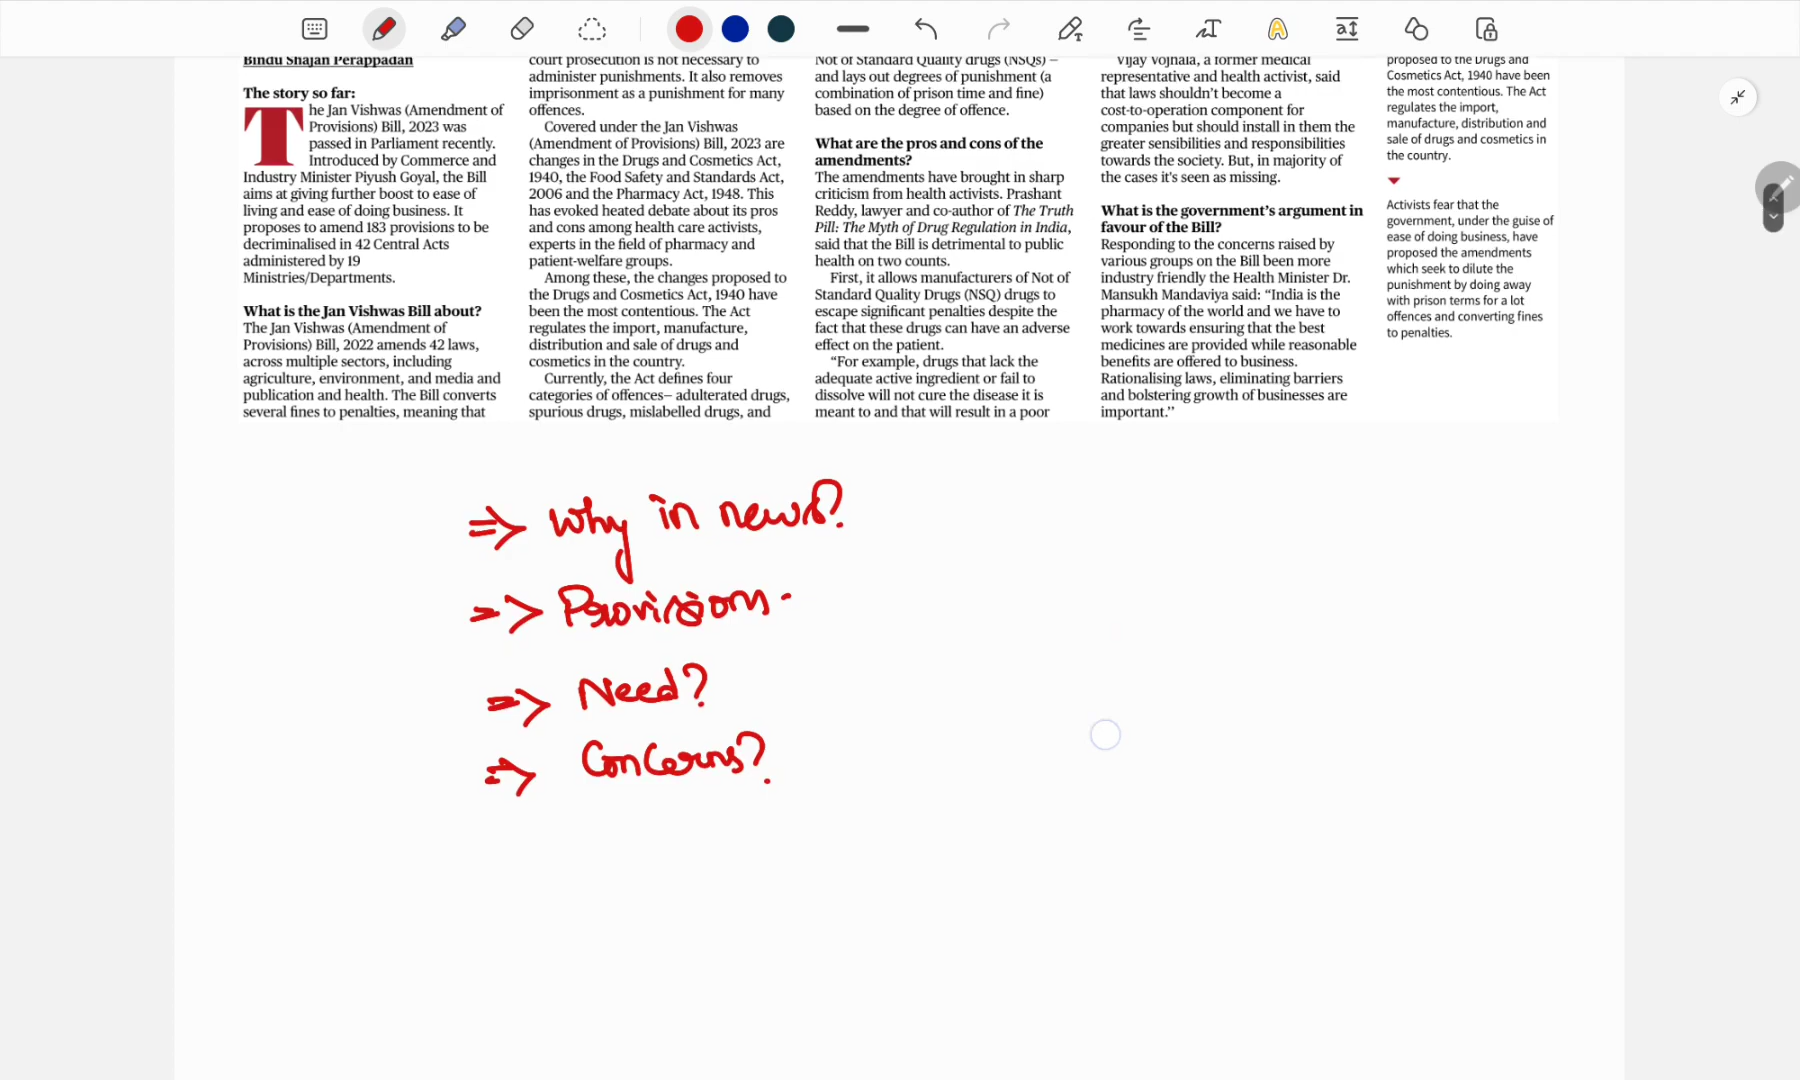 Bindu Shajan Perappadan
The story so far:
The Jan Vishwas (Amendment of
Provisions) Bill, 2023 was
passed in Parliament recently.
Introduced by Commerce and
Industry Minister Piyush Goyal, the Bill
aims at giving further boost to ease of
living and ease of doing business. It
proposes to amend 183 provisions to be
decriminalised in 42 Central Acts
administered by 19
Ministries/Departments.
What is the Jan Vishwas Bill about?
The Jan Vishwas (Amendment of
Provisions) Bill, 2022 amends 42 laws,
across multiple sectors, including
agriculture, environment, and media and
publication and health. The Bill converts
several fines to penalties, meaning that
court prosecution is not necessary to
administer punishments. It also removes
imprisonment as a punishment for many
offences.
Covered under the Jan Vishwas
(Amendment of Provisions) Bill, 2023 are
changes in the Drugs and Cosmetics Act,
1940, the Food Safety and Standards Act,
2006 and the Pharmacy Act, 1948. This
has evoked heated debate about its pros
and cons among health care activists,
experts in the field of pharmacy and
patient-welfare groups.
Among these, the changes proposed to
the Drugs and Cosmetics Act, 1940 have
been the most contentious. The Act
regulates the import, manufacture,
distribution and sale of drugs and
cosmetics in the country.
Currently, the Act defines four
categories of offences— adulterated drugs,
spurious drugs, mislabelled drugs, and
Not of Standard Quality drugs (NSQs) —
and lays out degrees of punishment (a
combination of prison time and fine)
based on the degree of offence.
What are the pros and cons of the
amendments?
The amendments have brought in sharp
criticism from health activists. Prashant
Reddy, lawyer and co-author of The Truth
Pill: The Myth of Drug Regulation in India,
said that the Bill is detrimental to public
health on two counts.
First, it allows manufacturers of Not of
Standard Quality Drugs (NSQ) drugs to
escape significant penalties despite the
fact that these drugs can have an adverse
effect on the patient.
“For example, drugs that lack the
adequate active ingredient or fail to
dissolve will not cure the disease it is
meant to and that will result in a poor
Vijay Vojhala, a former medical
representative and health activist, said
that laws shouldn’t become a
cost-to-operation component for
companies but should install in them the
greater sensibilities and responsibilities
towards the society. But, in majority of
the cases it’s seen as missing.
What is the government’s argument in
favour of the Bill?
Responding to the concerns raised by
various groups on the Bill been more
industry friendly the Health Minister Dr.
Mansukh Mandaviya said: “India is the
pharmacy of the world and we have to
work towards ensuring that the best
medicines are provided while reasonable
benefits are offered to business.
Rationalising laws, eliminating barriers
and bolstering growth of businesses are
important.’’
proposed to the Drugs and
Cosmetics Act, 1940 have been
the most contentious. The Act
regulates the import,
manufacture, distribution and
sale of drugs and cosmetics in
the country.
Activists fear that the
government, under the guise of
ease of doing business, have
proposed the amendments
which seek to dilute the
punishment by doing away
with prison terms for a lot
offences and converting fines
to penalties.
=> Why in news?
=> Provisions -
=> Need?
=> Concerns?